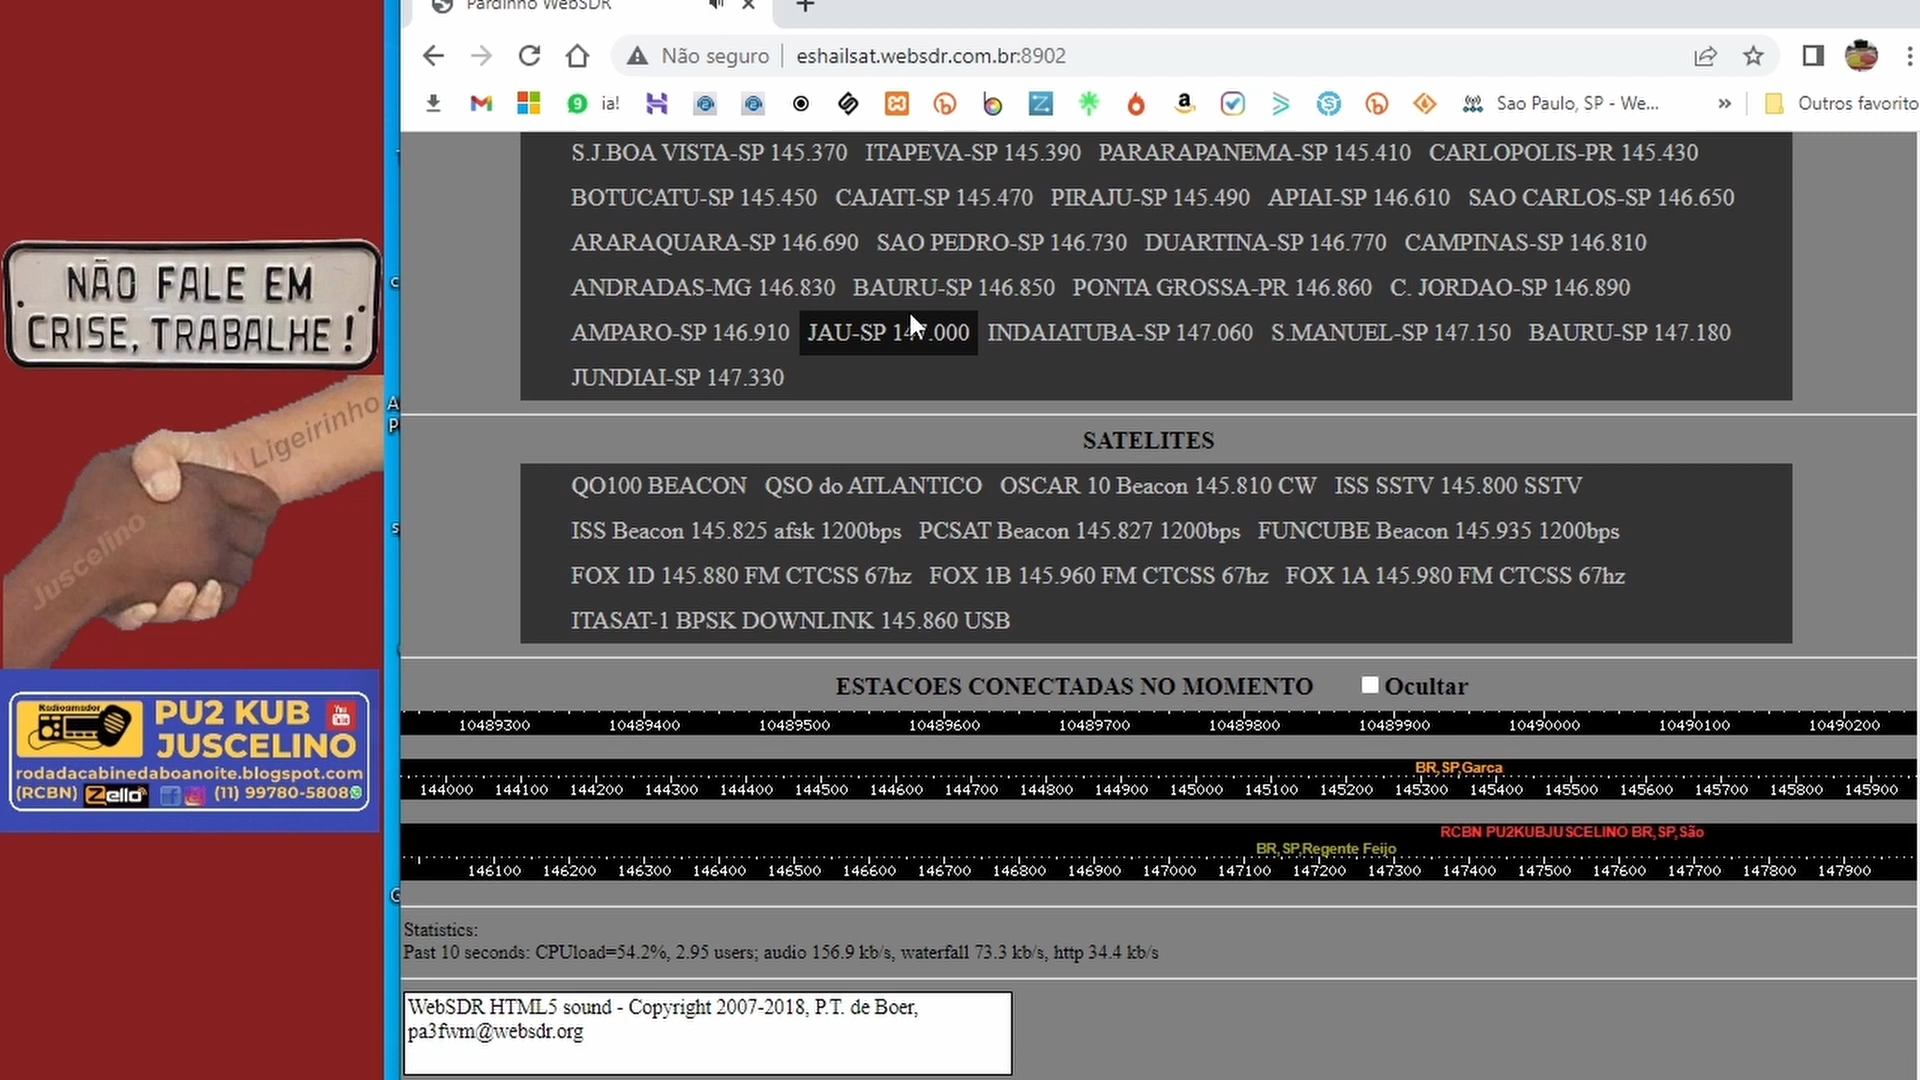 Pardinho WebSDR
Não seguro
eshailsat.websdr.com.br:8902
9
ia!
Sao Paulo, SP - We...
»
Outros favorito
S.J.BOA VISTA-SP 145.370 ITAPEVA-SP 145.390 PARARAPANEMA-SP 145.410 CARLOPOLIS-PR 145.430
BOTUCATU-SP 145.450 CAJATI-SP 145.470 PIRAJU-SP 145.490 APIAI-SP 146.610 SAO CARLOS-SP 146.650
ARARAQUARA-SP 146.690 SAO PEDRO-SP 146.730 DUARTINA-SP 146.770 CAMPINAS-SP 146.810
ANDRADAS-MG 146.830 BAURU-SP 146.850 PONTA GROSSA-PR 146.860 C. JORDAO-SP 146.890
AMPARO-SP 146.910 JAU-SP 147.000 INDAIATUBA-SP 147.060 S.MANUEL-SP 147.150 BAURU-SP 147.180
JUNDIAI-SP 147.330
SATELITES
QO100 BEACON QSO do ATLANTICO OSCAR 10 Beacon 145.810 CW ISS SSTV 145.800 SSTV
ISS Beacon 145.825 afsk 1200bps PCSAT Beacon 145.827 1200bps FUNCUBE Beacon 145.935 1200bps
FOX 1D 145.880 FM CTCSS 67hz FOX 1B 145.960 FM CTCSS 67hz FOX 1A 145.980 FM CTCSS 67hz
ITASAT-1 BPSK DOWNLINK 145.860 USB
ESTACOES CONECTADAS NO MOMENTO Ocultar
10489300 10489400 10489500 10489600 10489700 10489800 10489900 10490000 10490100 10490200
BR,SP,Garca
144000 144100 144200 144300 144400 144500 144600 144700 144800 144900 145000 145100 145200 145300 145400 145500 145600 145700 145800 145900
RCBN PU2KUBJUSCELINO BR,SP,São
BR,SP,Regente Feijo
146100 146200 146300 146400 146500 146600 146700 146800 146900 147000 147100 147200 147300 147400 147500 147600 147700 147800 147900
Statistics:
Past 10 seconds: CPUload=54.2%, 2.95 users; audio 156.9 kb/s, waterfall 73.3 kb/s, http 34.4 kb/s
WebSDR HTML5 sound - Copyright 2007-2018, P.T. de Boer,
pa3fwm@websdr.org
NÃO FALE EM
CRISE, TRABALHE !
Ligeirinho
Juscelino
Radioamador
PU2 KUB
You
JUSCELINO
rodadacabinedaboanoite.blogspot.com
(RCBN) Zello (11) 99780-5808